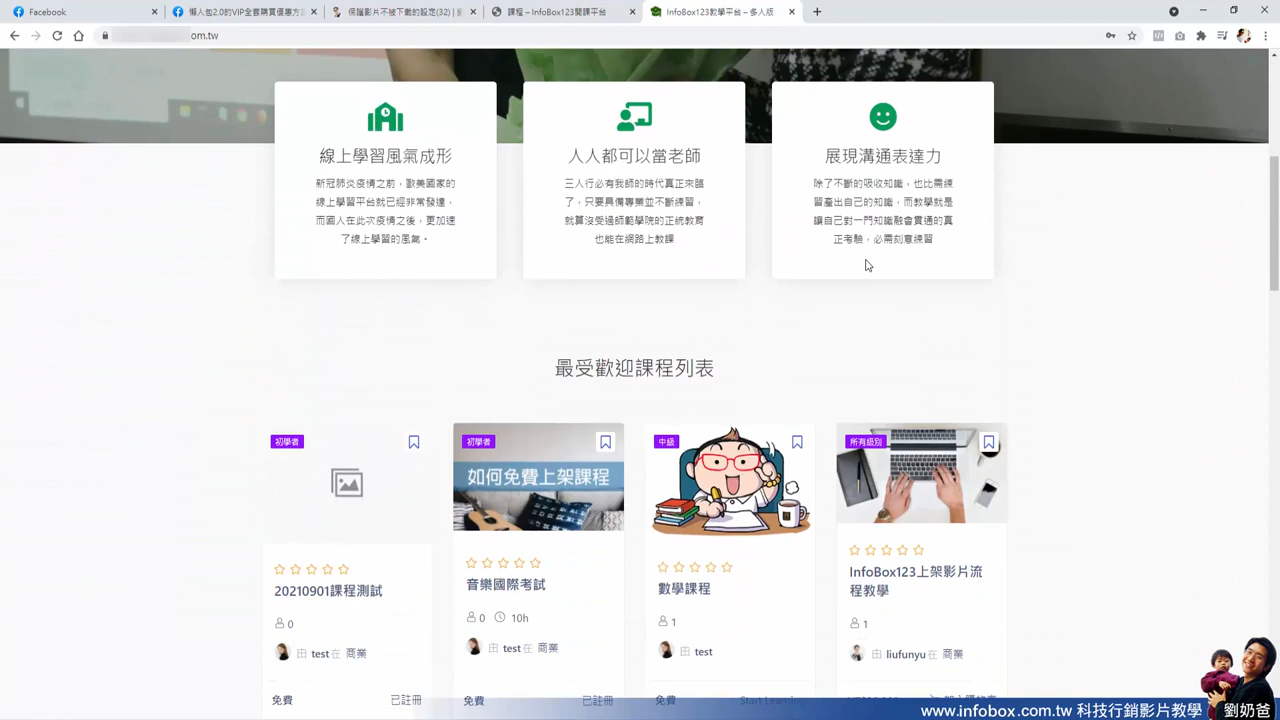 Facebook
懶人包2.0的VIP全套購買優惠方
保護影片不被下載的設定(32) |
課程 – InfoBox123開課平台
InfoBox123教學平台 – 多人版
om.tw
線上學習風氣成形
新冠肺炎疫情之前，歐美國家的
線上學習平台就已經非常發達，
而國人在此次疫情之後，更加速
了線上學習的風氣。
人人都可以當老師
三人行必有我師的時代真正來臨
了，只要具備專業並不斷練習，
就算沒受過師範學院的正統教育
也能在網路上教課
展現溝通表達力
除了不斷的吸收知識，也比需練
習產出自己的知識，而教學就是
讓自己對一門知識融會貫通的真
正考驗，必需刻意練習
最受歡迎課程列表
初學者
20210901課程測試
0
由 test 在 商業
免費
已註冊
初學者
如何免費上架課程
音樂國際考試
0 10h
由 test 在 商業
免費
已註冊
中級
數學課程
1
由 test
免費
Start Learning
所有級別
InfoBox123上架影片流
程教學
1
由 liufunyu 在 商業
www.infobox.com.tw 科技行銷影片教學
劉奶爸